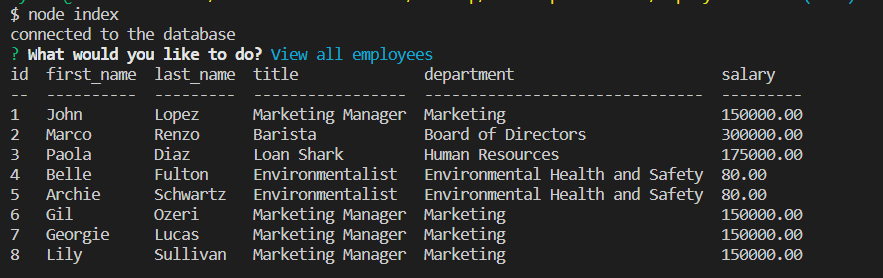 $ node index
connected to the database
? What would you like to do? View all employees
id  first_name  last_name  title              department                       salary
--  ----------  ---------  -----------------  -------------------------------  ---------
1   John        Lopez      Marketing Manager  Marketing                        150000.00
2   Marco       Renzo      Barista            Board of Directors               300000.00
3   Paola       Diaz       Loan Shark         Human Resources                  175000.00
4   Belle       Fulton     Environmentalist   Environmental Health and Safety  80.00
5   Archie      Schwartz   Environmentalist   Environmental Health and Safety  80.00
6   Gil         Ozeri      Marketing Manager  Marketing                        150000.00
7   Georgie     Lucas      Marketing Manager  Marketing                        150000.00
8   Lily        Sullivan   Marketing Manager  Marketing                        150000.00